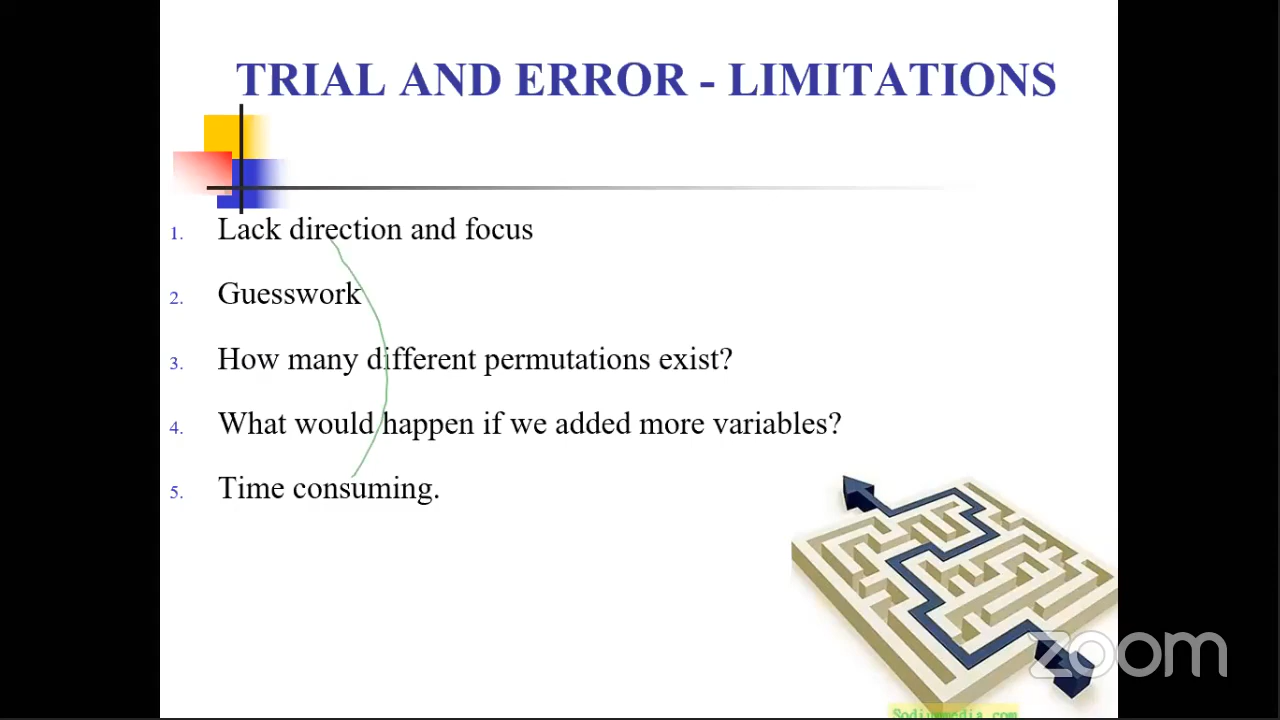 TRIAL AND ERROR - LIMITATIONS
1. Lack direction and focus
2. Guesswork
3. How many different permutations exist?
4. What would happen if we added more variables?
5. Time consuming.
zoom